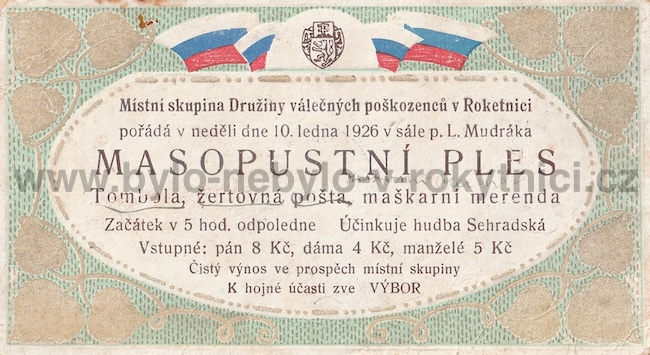 Místní skupina Družiny válečných poškozenců v Roketnici
pořádá v neděli dne 10. ledna 1926 v sále p. L. Mudráka
MASOPUSTNÍ PLES
www.bylo-nebylo-v-rokytnici.cz
Tombola, žertovná pošta, maškarní merenda
Začátek v 5 hod. odpoledne Účinkuje hudba Sehradská
Vstupné: pán 8 Kč, dáma 4 Kč, manželé 5 Kč
Čistý výnos ve prospěch místní skupiny
K hojné účasti zve VÝBOR